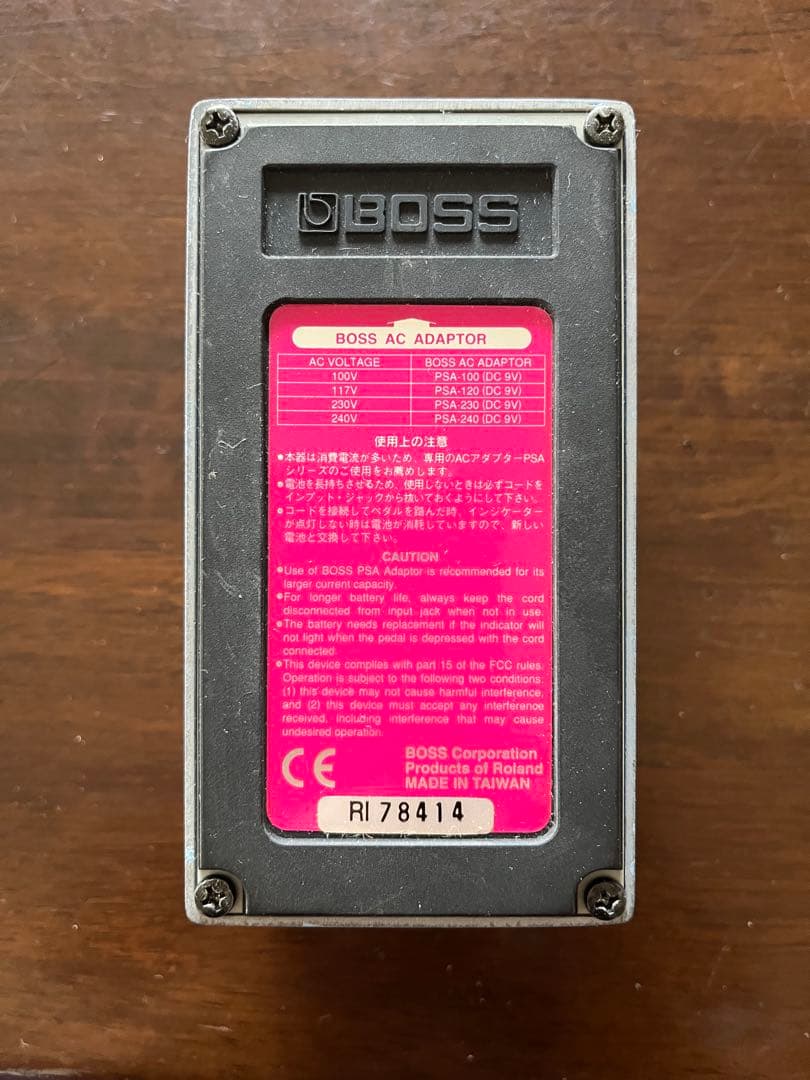 BOSS
BOSS AC ADAPTOR
AC VOLTAGE BOSS AC ADAPTOR
100V PSA-100 (DC 9V)
117V PSA-120 (DC 9V)
230V PSA-230 (DC 9V)
240V PSA-240 (DC 9V)
使用上の注意
●本器は消費電流が多いため、専用のACアダプターPSA
シリーズのご使用をお薦めします。
●電池を長持ちさせるため、使用しないときは必ずコードを
インプット・ジャックから抜いておくようにして下さい。
●コードを接続してペダルを踏んだ時、インジケーター
が点灯しない時は電池が消耗していますので、新しい
電池と交換して下さい。
CAUTION
●Use of BOSS PSA Adaptor is recommended for its
larger current capacity.
●For longer battery life, always keep the cord
disconnected from input jack when not in use.
●The battery needs replacement if the indicator will
not light when the pedal is depressed with the cord
connected.
●This device complies with part 15 of the FCC rules.
Operation is subject to the following two conditions:
(1) this device may not cause harmful interference,
and (2) this device must accept any interference
received, including interference that may cause
undesired operation.
CE
BOSS Corporation
Products of Roland
MADE IN TAIWAN
RI 78414